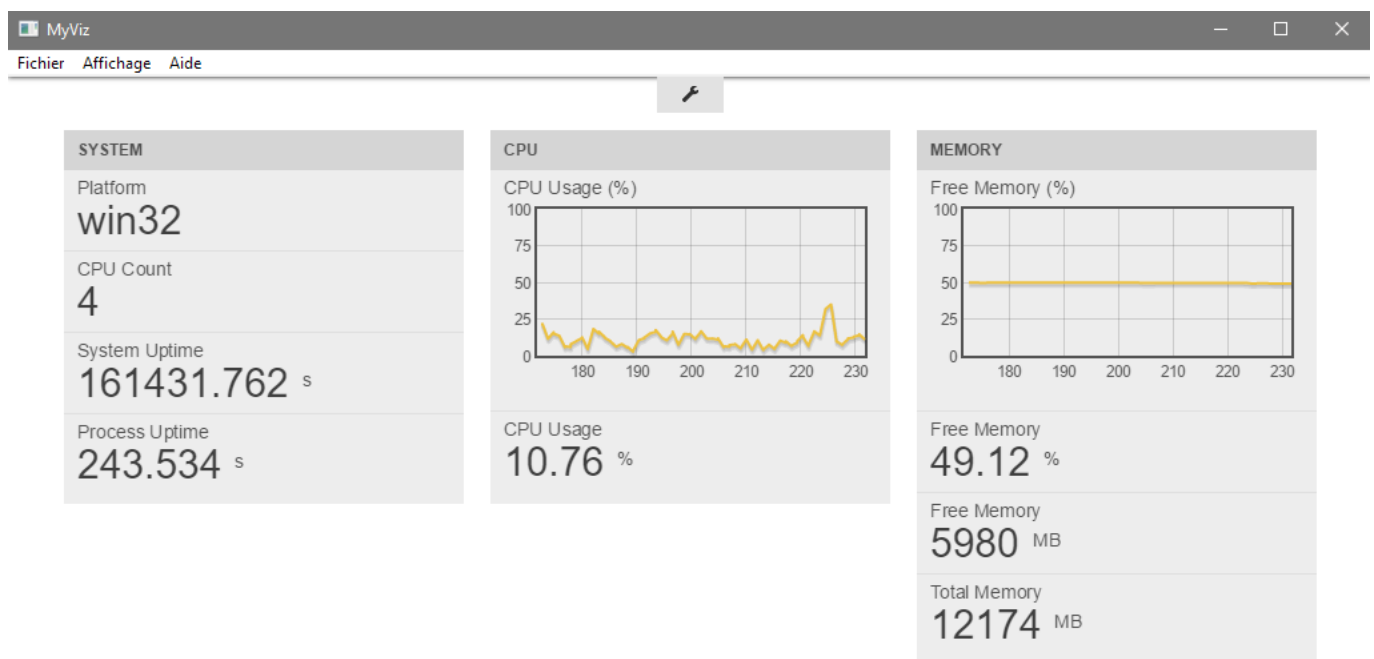 MyViz
Fichier Affichage Aide
SYSTEM
Platform
win32
CPU Count
4
System Uptime
161431.762 s
Process Uptime
243.534 s
CPU
CPU Usage (%)
100
75
50
25
0
180 190 200 210 220 230
CPU Usage
10.76 %
MEMORY
Free Memory (%)
100
75
50
25
0
180 190 200 210 220 230
Free Memory
49.12 %
Free Memory
5980 MB
Total Memory
12174 MB